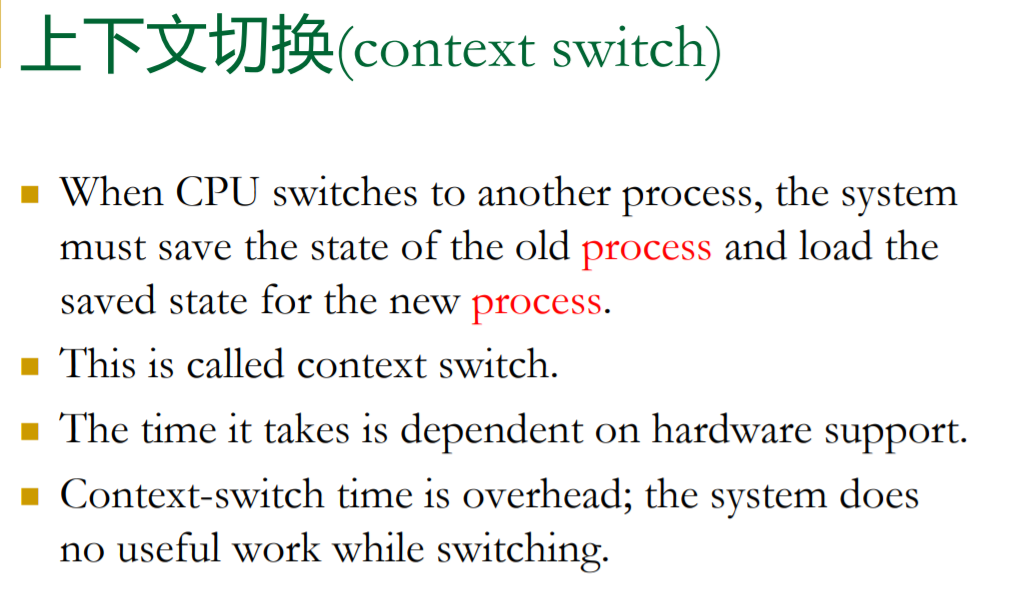 上下文切换(context switch)
When CPU switches to another process, the system
must save the state of the old process and load the
saved state for the new process.
This is called context switch.
The time it takes is dependent on hardware support.
Context-switch time is overhead; the system does
no useful work while switching.